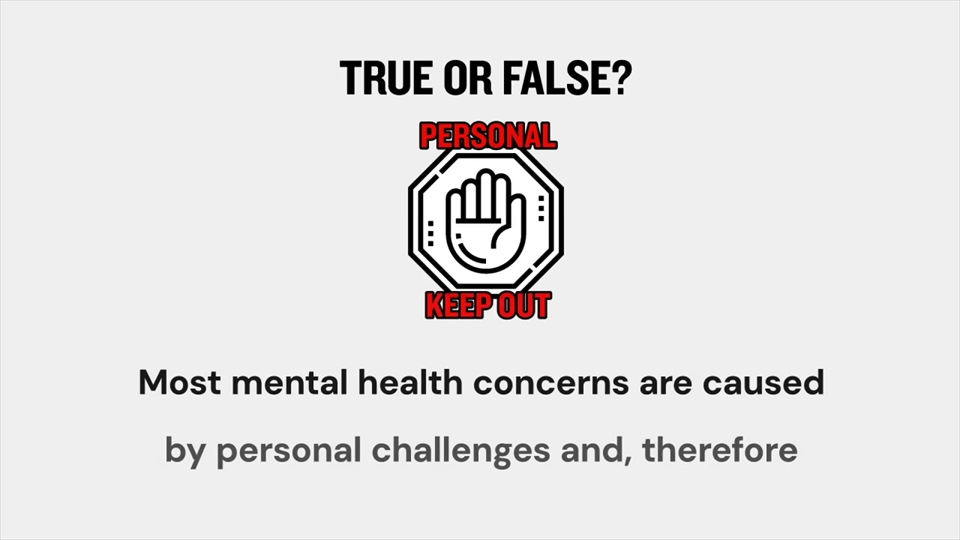 TRUE OR FALSE?
PERSONAL
KEEP OUT
Most mental health concerns are caused
by personal challenges and, therefore